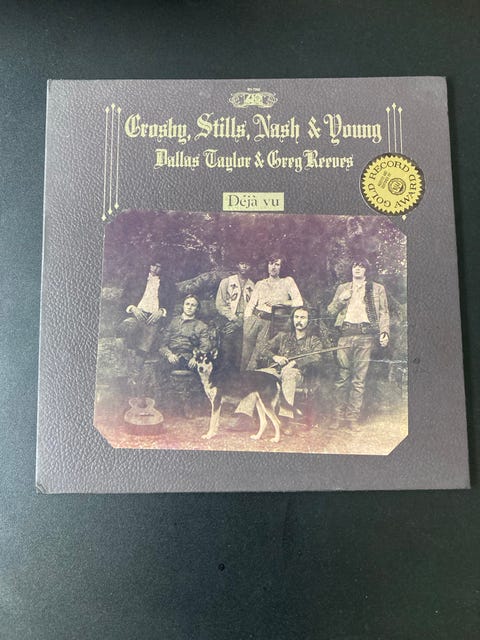 Crosby, Stills, Nash & Young
Dallas Taylor & Greg Reeves
Déjà vu
GOLD RECORD AWARD